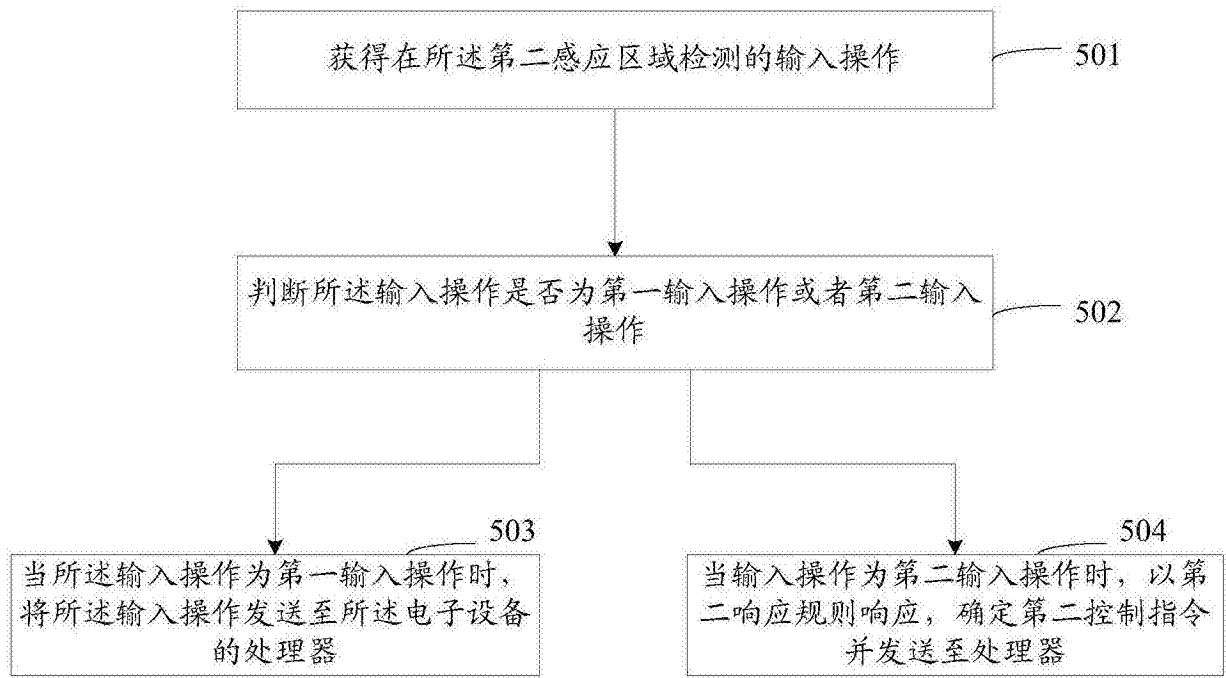 获得在所述第二感应区域检测的输入操作
501
判断所述输入操作是否为第一输入操作或者第二输入
操作
502
503
当所述输入操作为第一输入操作时，
将所述输入操作发送至所述电子设备
的处理器
504
当输入操作为第二输入操作时，以第
二响应规则响应，确定第二控制指令
并发送至处理器